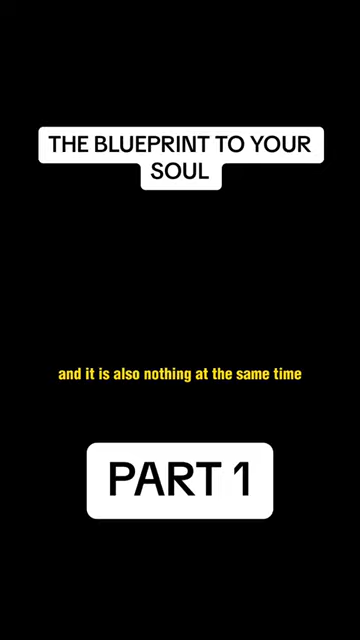 THE BLUEPRINT TO YOUR
SOUL
and it is also nothing at the same time
PART 1